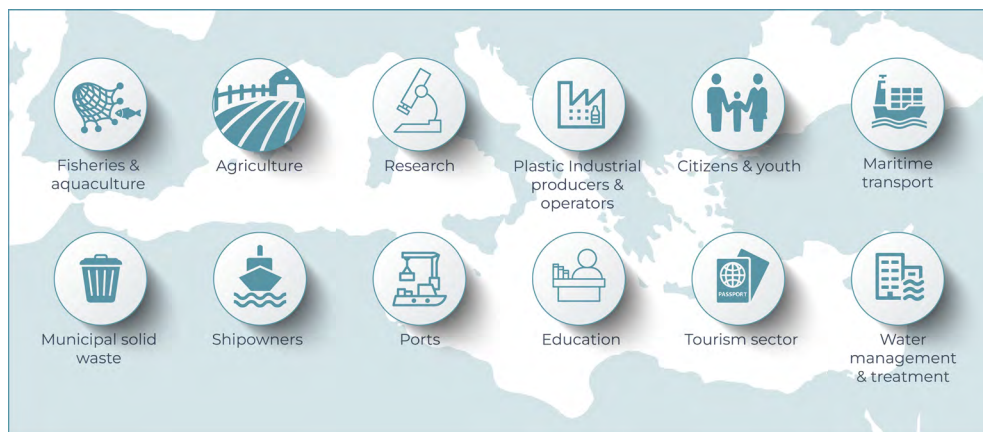 Fisheries &
aquaculture
Agriculture
Research
Plastic Industrial
producers &
operators
Citizens & youth
Maritime
transport
Municipal solid
waste
Shipowners
Ports
Education
PASSPORT
Tourism sector
Water
management
& treatment